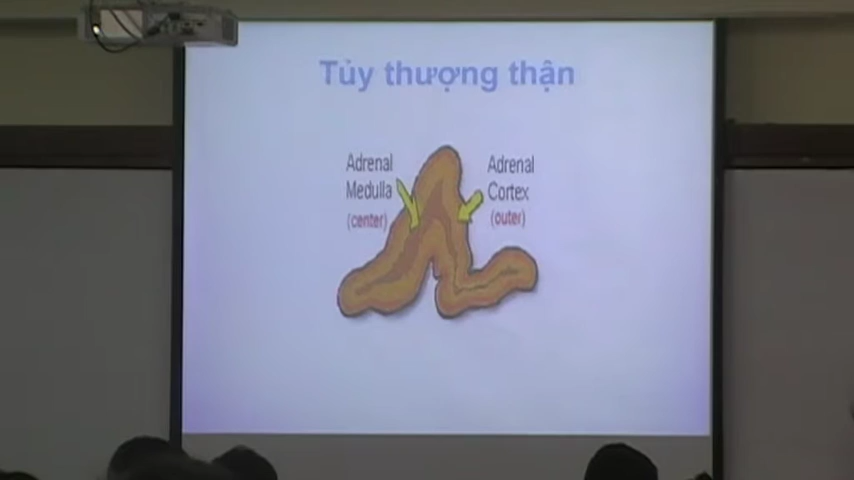 Tủy thượng thận
Adrenal
Medulla
(center)
Adrenal
Cortex
(outer)